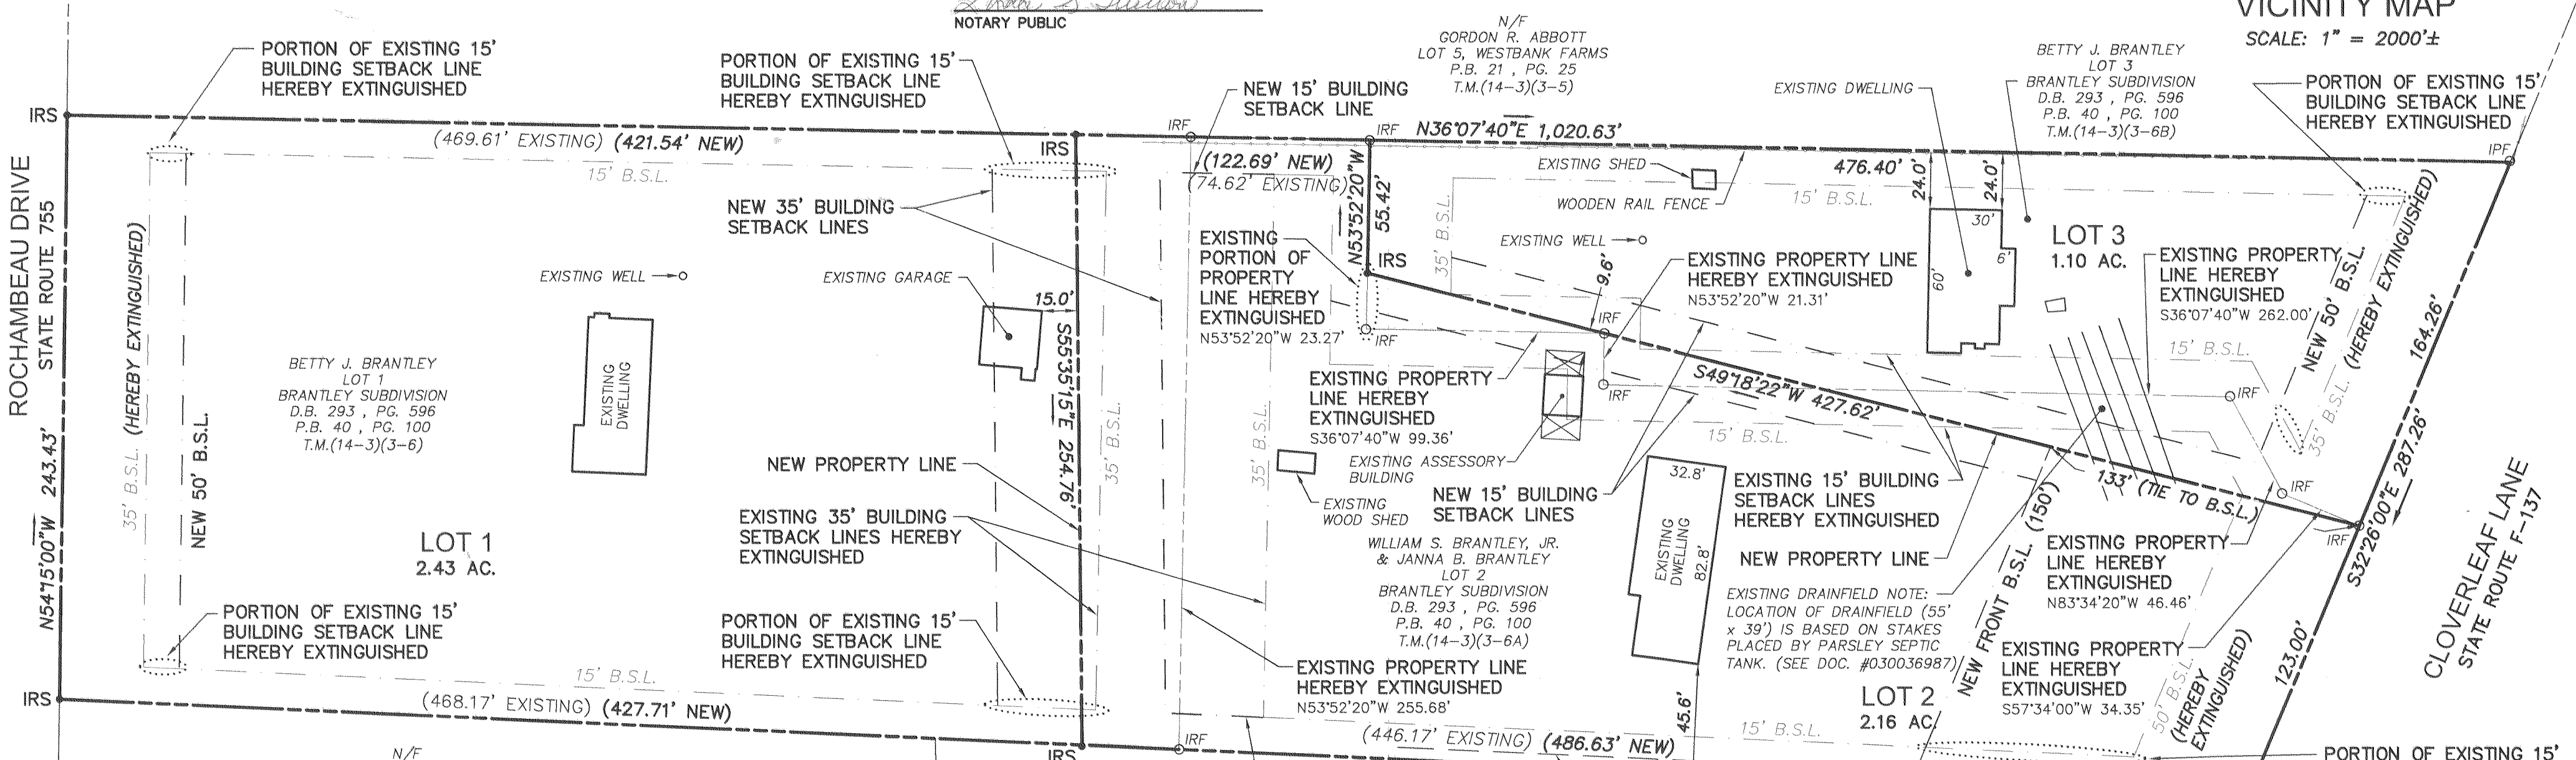 NOTARY PUBLIC
VICINITY MAP
SCALE: 1" = 2000'±
N/F
GORDON R. ABBOTT
LOT 5, WESTBANK FARMS
P.B. 21 , PG. 25
T.M.(14-3)(3-5)
BETTY J. BRANTLEY
LOT 3
BRANTLEY SUBDIVISION
D.B. 293 , PG. 596
P.B. 40 , PG. 100
T.M.(14-3)(3-6B)
PORTION OF EXISTING 15'
BUILDING SETBACK LINE
HEREBY EXTINGUISHED
PORTION OF EXISTING 15'
BUILDING SETBACK LINE
HEREBY EXTINGUISHED
NEW 15' BUILDING
SETBACK LINE
EXISTING DWELLING
PORTION OF EXISTING 15'
BUILDING SETBACK LINE
HEREBY EXTINGUISHED
IRS
(469.61' EXISTING) (421.54' NEW)
15' B.S.L.
IRS
IRF
IRF
N36°07'40"E 1,020.63'
(122.69' NEW)
(74.62' EXISTING)
N53°52'20"W
55.42'
EXISTING SHED
WOODEN RAIL FENCE
476.40'
24.0'
24.0'
15' B.S.L.
IPF
ROCHAMBEAU DRIVE
STATE ROUTE 755
N54°15'00"W 243.43'
35' B.S.L. (HEREBY EXTINGUISHED)
NEW 50' B.S.L.
NEW 35' BUILDING
SETBACK LINES
EXISTING WELL
EXISTING GARAGE
15.0'
S55°35'15"E 254.76'
EXISTING
PORTION OF
PROPERTY
LINE HEREBY
EXTINGUISHED
N53°52'20"W 23.27'
IRS
IRF
35' B.S.L.
EXISTING WELL
9.6'
IRF
EXISTING PROPERTY LINE
HEREBY EXTINGUISHED
N53°52'20"W 21.31'
IRF
30'
6'
60'
LOT 3
1.10 AC.
EXISTING PROPERTY
LINE HEREBY
EXTINGUISHED
S36°07'40"W 262.00'
15' B.S.L.
NEW 50' B.S.L.
35' B.S.L. (HEREBY EXTINGUISHED)
164.26'
BETTY J. BRANTLEY
LOT 1
BRANTLEY SUBDIVISION
D.B. 293 , PG. 596
P.B. 40 , PG. 100
T.M.(14-3)(3-6)
EXISTING
DWELLING
35' B.S.L.
35' B.S.L.
EXISTING PROPERTY
LINE HEREBY
EXTINGUISHED
S36°07'40"W 99.36'
EXISTING ASSESSORY
BUILDING
S49°18'22"W 427.62'
15' B.S.L.
IRF
IRF
NEW PROPERTY LINE
EXISTING
WOOD SHED
NEW 15' BUILDING
SETBACK LINES
32.8'
EXISTING
DWELLING
82.8'
EXISTING 15' BUILDING
SETBACK LINES
HEREBY EXTINGUISHED
133' (TIE TO B.S.L.)
IRF
S32°26'00"E 287.26'
CLOVERLEAF LANE
STATE ROUTE F-137
LOT 1
2.43 AC.
EXISTING 35' BUILDING
SETBACK LINES HEREBY
EXTINGUISHED
WILLIAM S. BRANTLEY, JR.
& JANNA B. BRANTLEY
LOT 2
BRANTLEY SUBDIVISION
D.B. 293 , PG. 596
P.B. 40 , PG. 100
T.M.(14-3)(3-6A)
NEW PROPERTY LINE
EXISTING DRAINFIELD NOTE:
LOCATION OF DRAINFIELD (55'
x 39') IS BASED ON STAKES
PLACED BY PARSLEY SEPTIC
TANK. (SEE DOC. #030036987)
NEW FRONT B.S.L. (150')
EXISTING PROPERTY
LINE HEREBY
EXTINGUISHED
N83°34'20"W 46.46'
PORTION OF EXISTING 15'
BUILDING SETBACK LINE
HEREBY EXTINGUISHED
PORTION OF EXISTING 15'
BUILDING SETBACK LINE
HEREBY EXTINGUISHED
EXISTING PROPERTY LINE
HEREBY EXTINGUISHED
N53°52'20"W 255.68'
EXISTING PROPERTY
LINE HEREBY
EXTINGUISHED
S57°34'00"W 34.35'
50' B.S.L.
(HEREBY
EXTINGUISHED)
123.00'
IRS
15' B.S.L.
(468.17' EXISTING) (427.71' NEW)
45.6'
LOT 2
2.16 AC.
15' B.S.L.
IRF
(446.17' EXISTING) (486.63' NEW)
N/F
IRS
PORTION OF EXISTING 15'